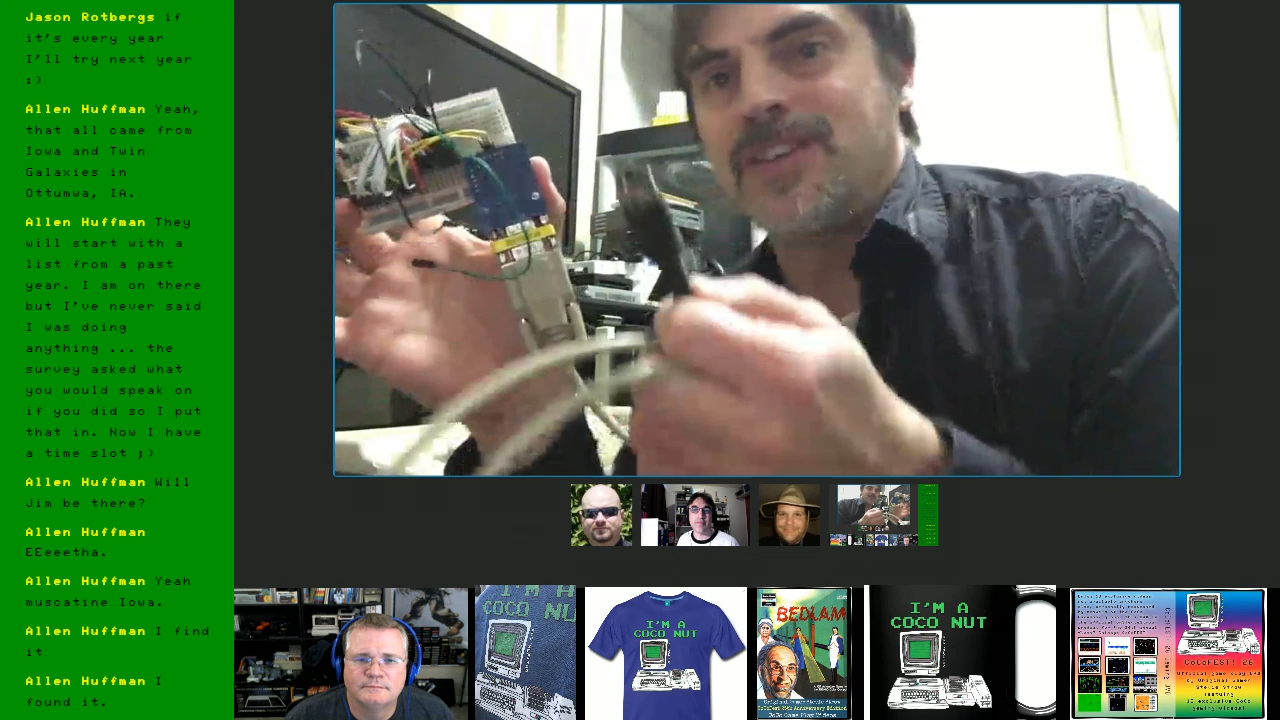 Jason Rotbergs if
it's every year
I'll try next year
:)
Allen Huffman Yeah,
that all came from
Iowa and Twin
Galaxies in
Ottumwa, IA.
Allen Huffman They
will start with a
list from a past
year. I am on there
but I've never said
I was doing
anything ... the
survey asked what
you would speak on
if you did so I put
that in. Now I have
a time slot ;)
Allen Huffman Will
Jim be there?
Allen Huffman
EEeeetha.
Allen Huffman Yeah
muscatine Iowa.
Allen Huffman I find
it
Allen Huffman I
found it.
I'M A
COCO NUT
BEDLAM
I'M A
COCO NUT
CoCoFEST! 26